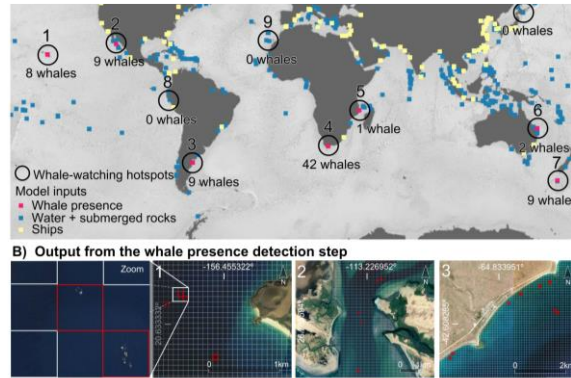 1
8 whales
2
9 whales
9
0 whales
0 whales
8
0 whales
5
1 whale
6
2 whales
4
42 whales
3
9 whales
7
9 whale
Whale-watching hotspots
Model inputs
Whale presence
Water + submerged rocks
Ships
B) Output from the whale presence detection step
Zoom
1
-156.455322°
20.633333°
0
1km
2
-113.226952°
3
-64.833951°
0
2km